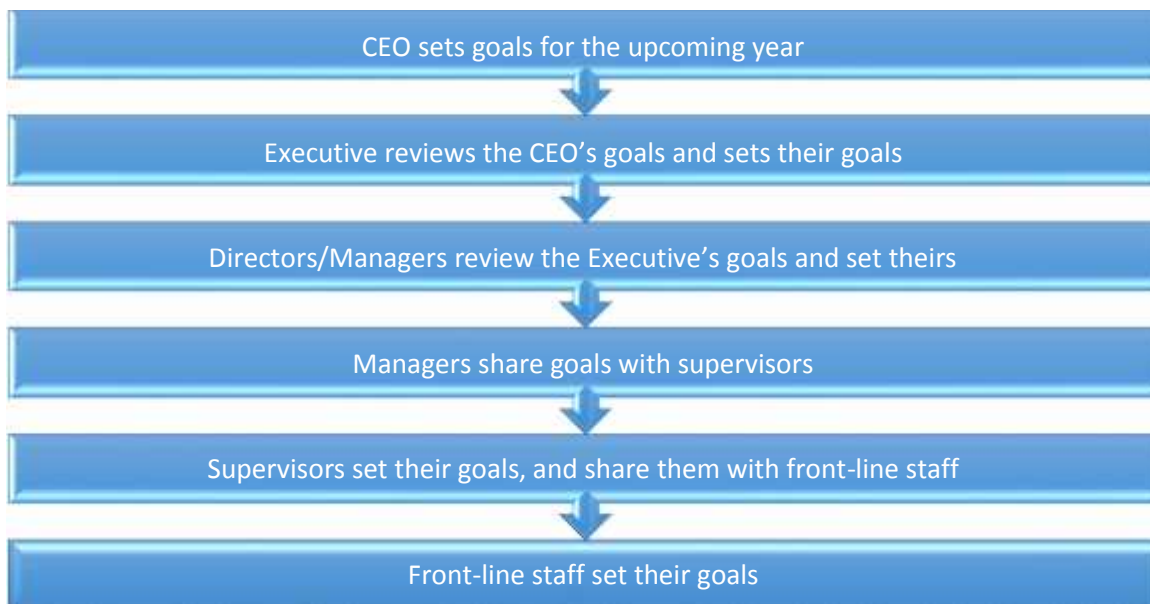 CEO sets goals for the upcoming year
Executive reviews the CEO’s goals and sets their goals
Directors/Managers review the Executive’s goals and set theirs
Managers share goals with supervisors
Supervisors set their goals, and share them with front-line staff
Front-line staff set their goals